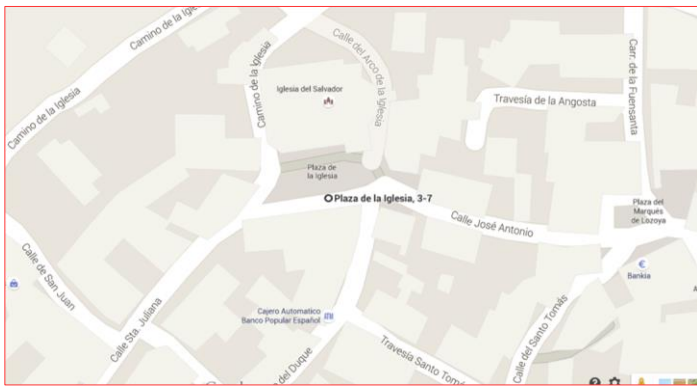 Camino de la Igle
Camino de la Iglesia
Camino de la Iglesia
Calle del Arco de la Iglesia
Iglesia del Salvador
Carr. de la Fuensanta
Travesía de la Angosta
Plaza de
la Iglesia
Plaza de la Iglesia, 3-7
Calle José Antonio
Plaza del
Marqués
de Lozoya
€
Bankia
A
Calle de San Juan
Calle Sta. Juliana
Cajero Automatico
Banco Popular Español
del Duque
Travesía Santo Tomás
Calle del Santo Tomás
?